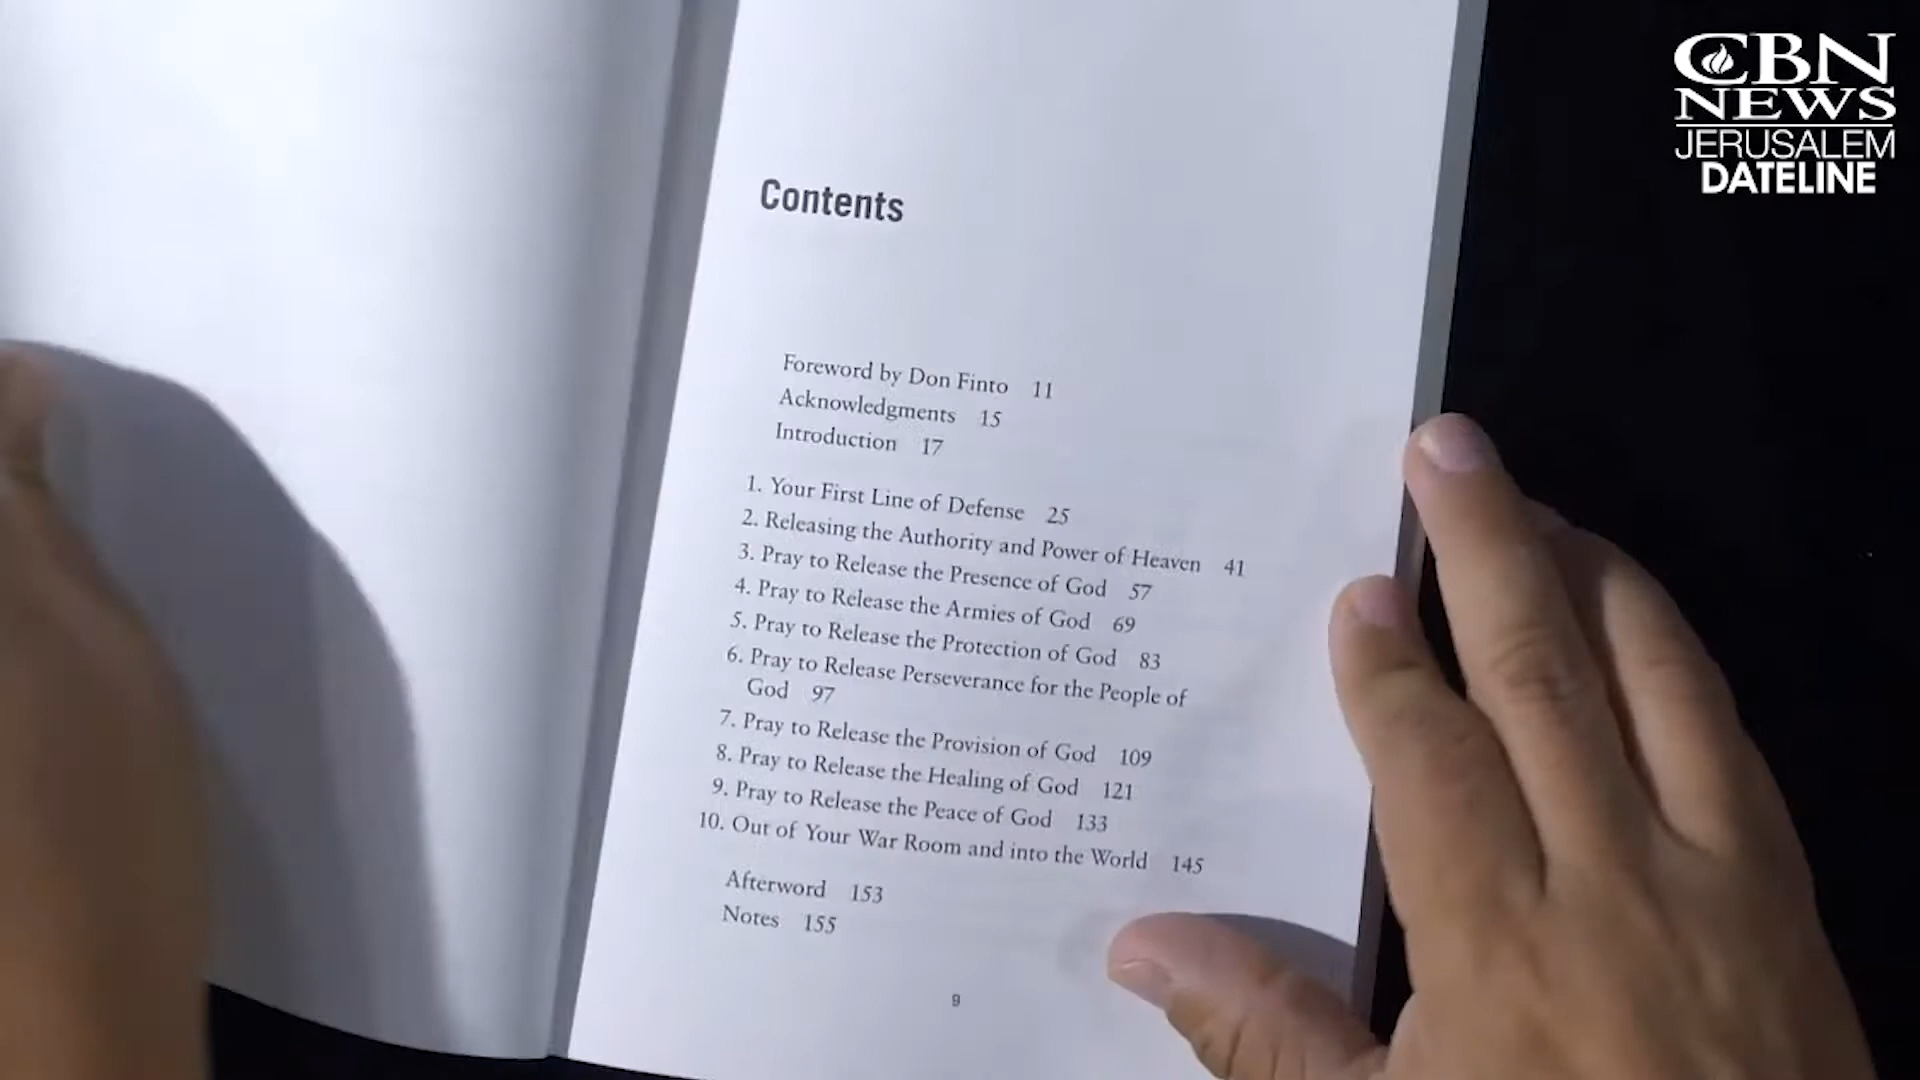 CBN
NEWS
JERUSALEM
DATELINE
Contents
Foreword by Don Finto 11
Acknowledgments 15
Introduction 17
1. Your First Line of Defense 25
2. Releasing the Authority and Power of Heaven 41
3. Pray to Release the Presence of God 57
4. Pray to Release the Armies of God 69
5. Pray to Release the Protection of God 83
6. Pray to Release Perseverance for the People of
God 97
7. Pray to Release the Provision of God 109
8. Pray to Release the Healing of God 121
9. Pray to Release the Peace of God 133
10. Out of Your War Room and into the World 145
Afterword 153
Notes 155
9